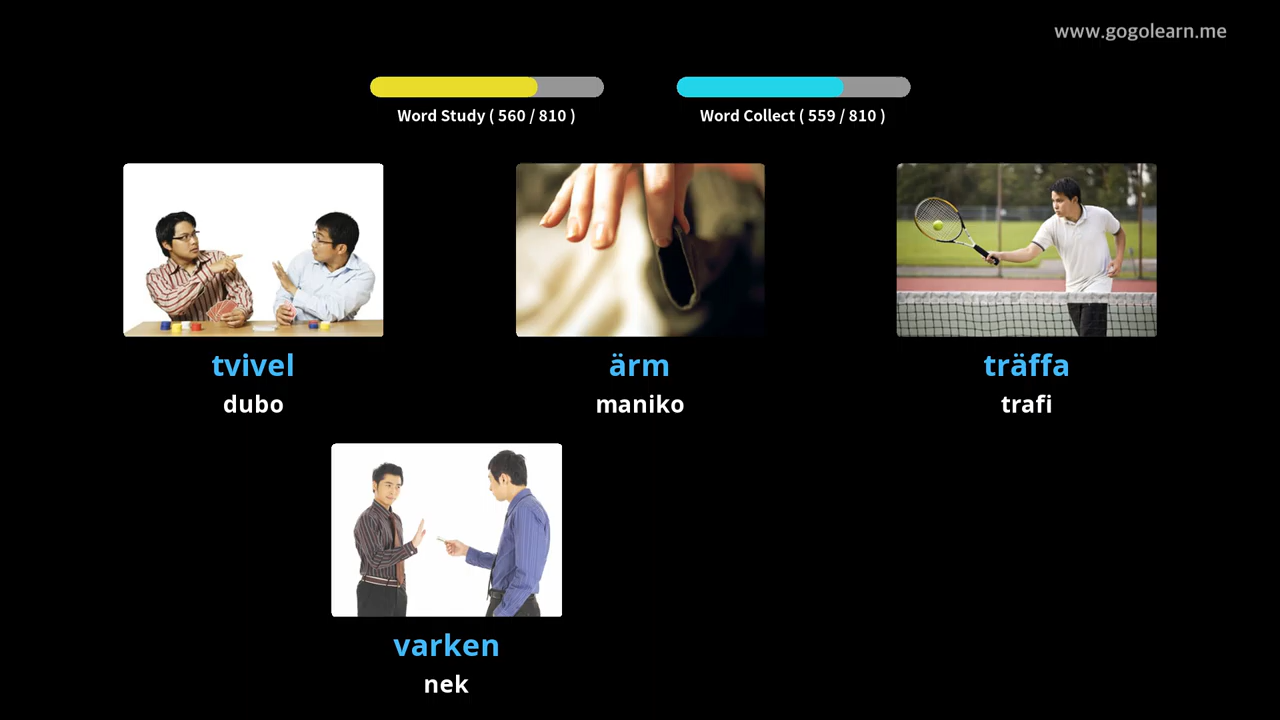 www.gogolearn.me
Word Study ( 560 / 810 )
Word Collect ( 559 / 810 )
tvivel
dubo
ärm
maniko
träffa
trafi
varken
nek